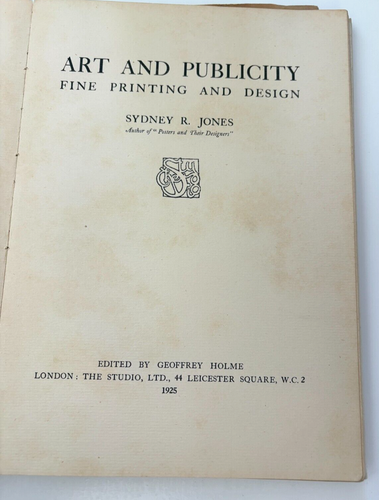 ART AND PUBLICITY
FINE PRINTING AND DESIGN
SYDNEY R. JONES
Author of "Posters and Their Designers"
EDITED BY GEOFFREY HOLME
LONDON: THE STUDIO, LTD., 44 LEICESTER SQUARE, W.C. 2
1925